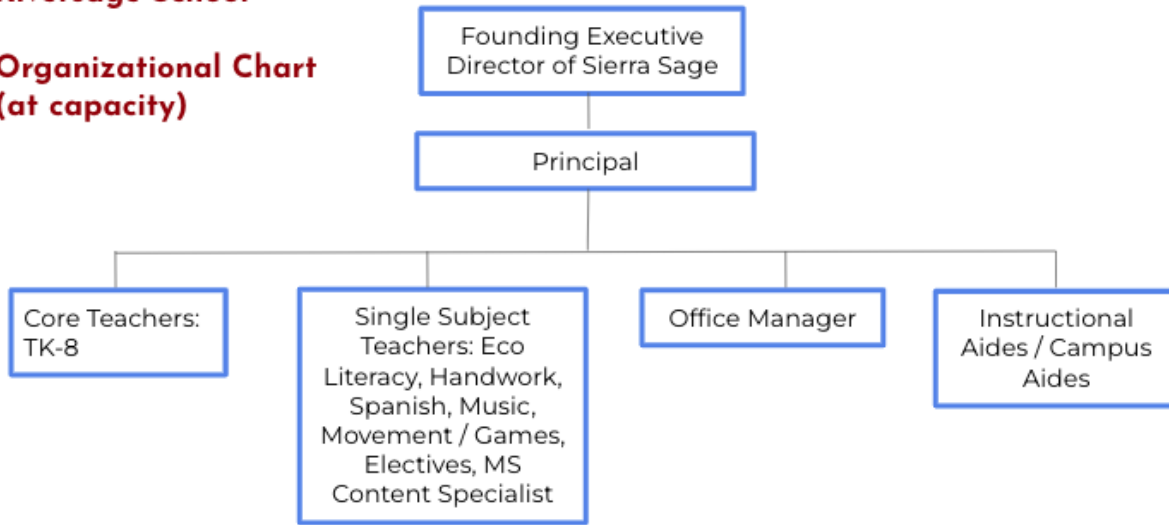 Organizational Chart
(at capacity)
Founding Executive
Director of Sierra Sage
Principal
Core Teachers:
TK-8
Single Subject
Teachers: Eco
Literacy, Handwork,
Spanish, Music,
Movement / Games,
Electives, MS
Content Specialist
Office Manager
Instructional
Aides / Campus
Aides